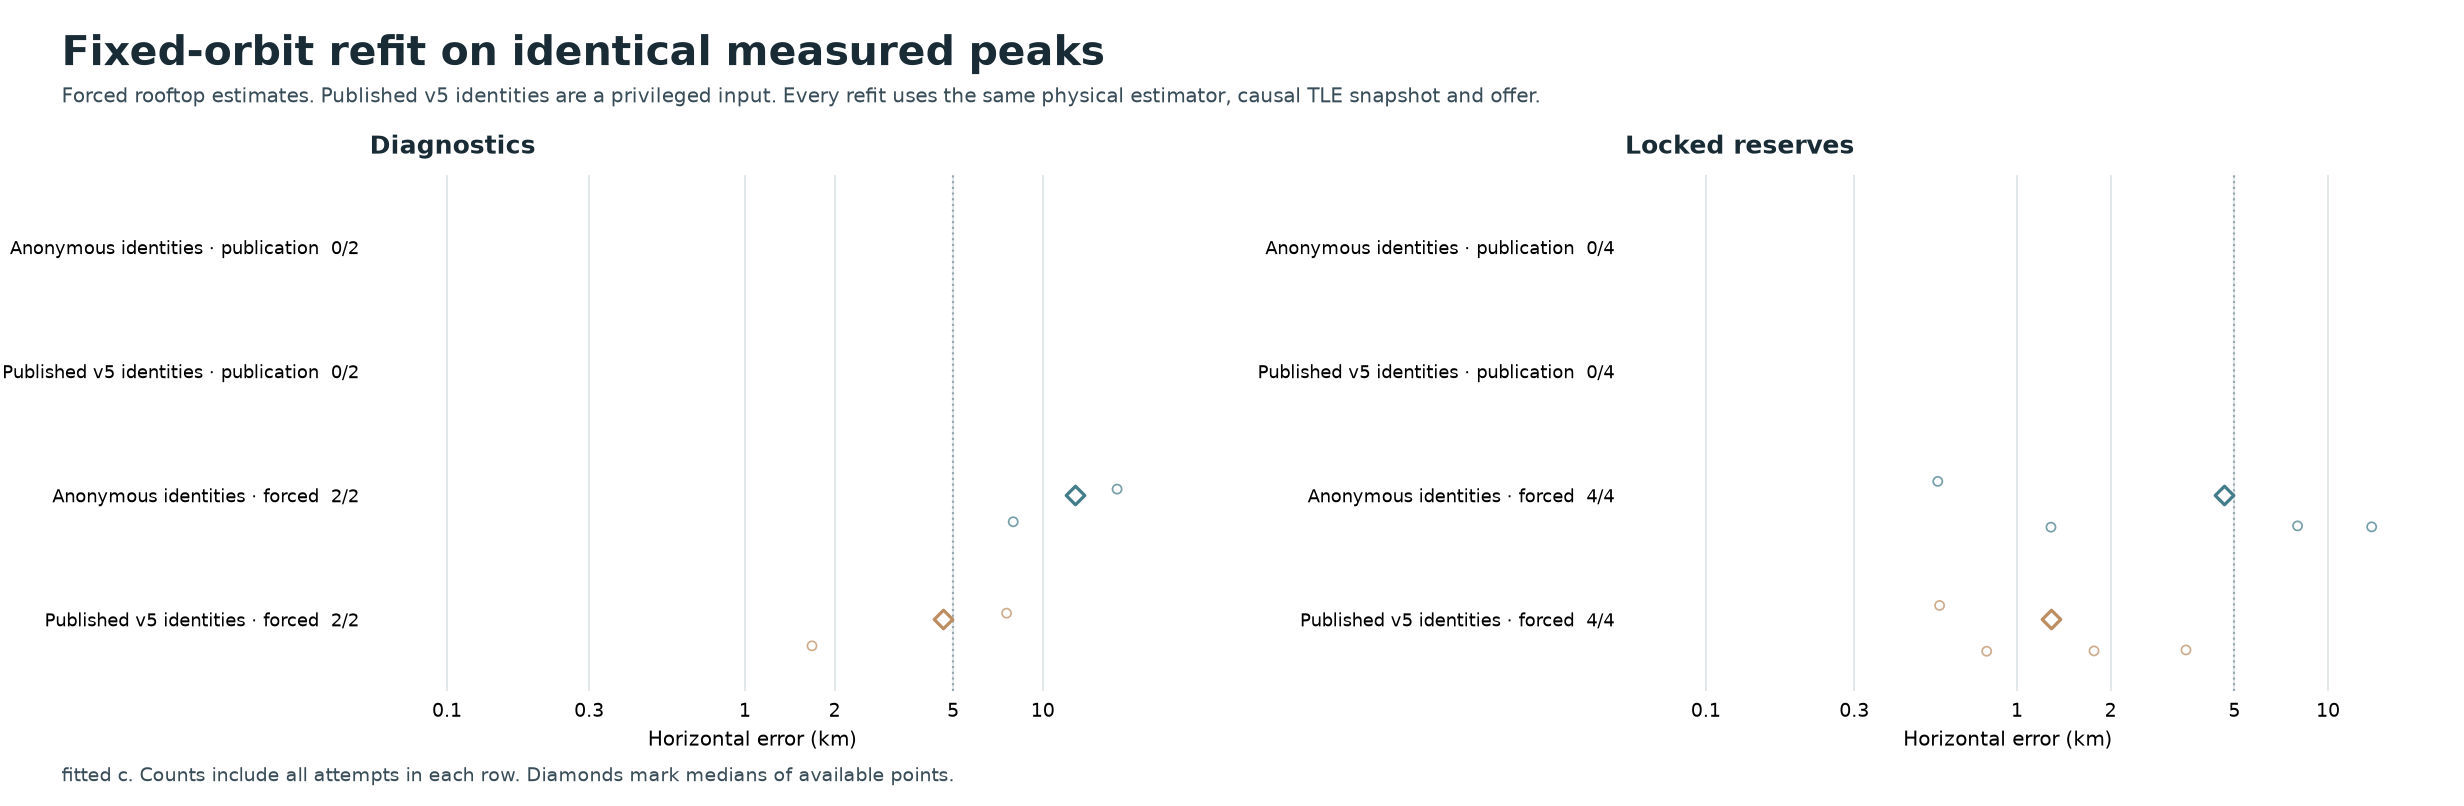 Fixed-orbit refit on identical measured peaks
Forced rooftop estimates. Published v5 identities are a privileged input. Every refit uses the same physical estimator, causal TLE snapshot and offer.
Diagnostics
Anonymous identities · publication 0/2
Published v5 identities · publication 0/2
Anonymous identities · forced 2/2
Published v5 identities · forced 2/2
0.1 0.3 1 2 5 10
Horizontal error (km)
Locked reserves
Anonymous identities · publication 0/4
Published v5 identities · publication 0/4
Anonymous identities · forced 4/4
Published v5 identities · forced 4/4
0.1 0.3 1 2 5 10
Horizontal error (km)
fitted c. Counts include all attempts in each row. Diamonds mark medians of available points.